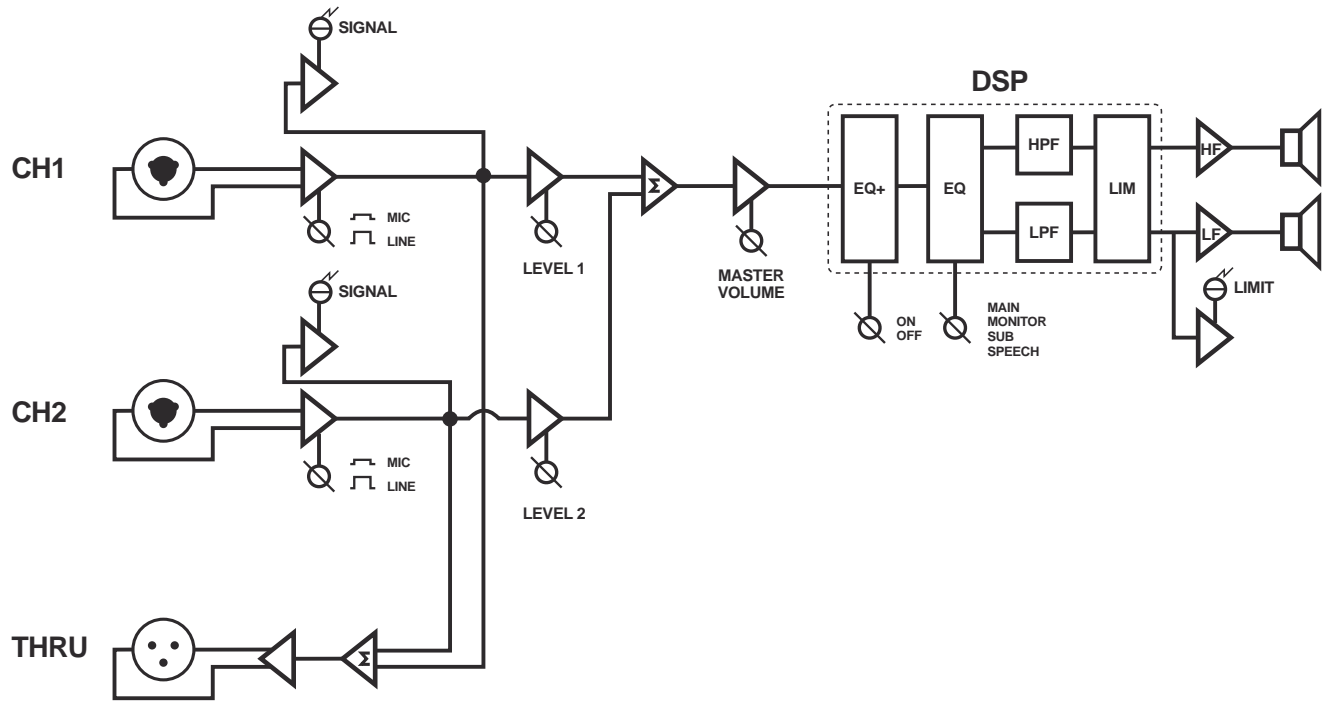 SIGNAL
DSP
CH1
MIC
LINE
LEVEL 1
Σ
MASTER
VOLUME
EQ+
EQ
HPF
LPF
LIM
HF
LF
ON
OFF
MAIN
MONITOR
SUB
SPEECH
LIMIT
SIGNAL
CH2
MIC
LINE
LEVEL 2
THRU
Σ